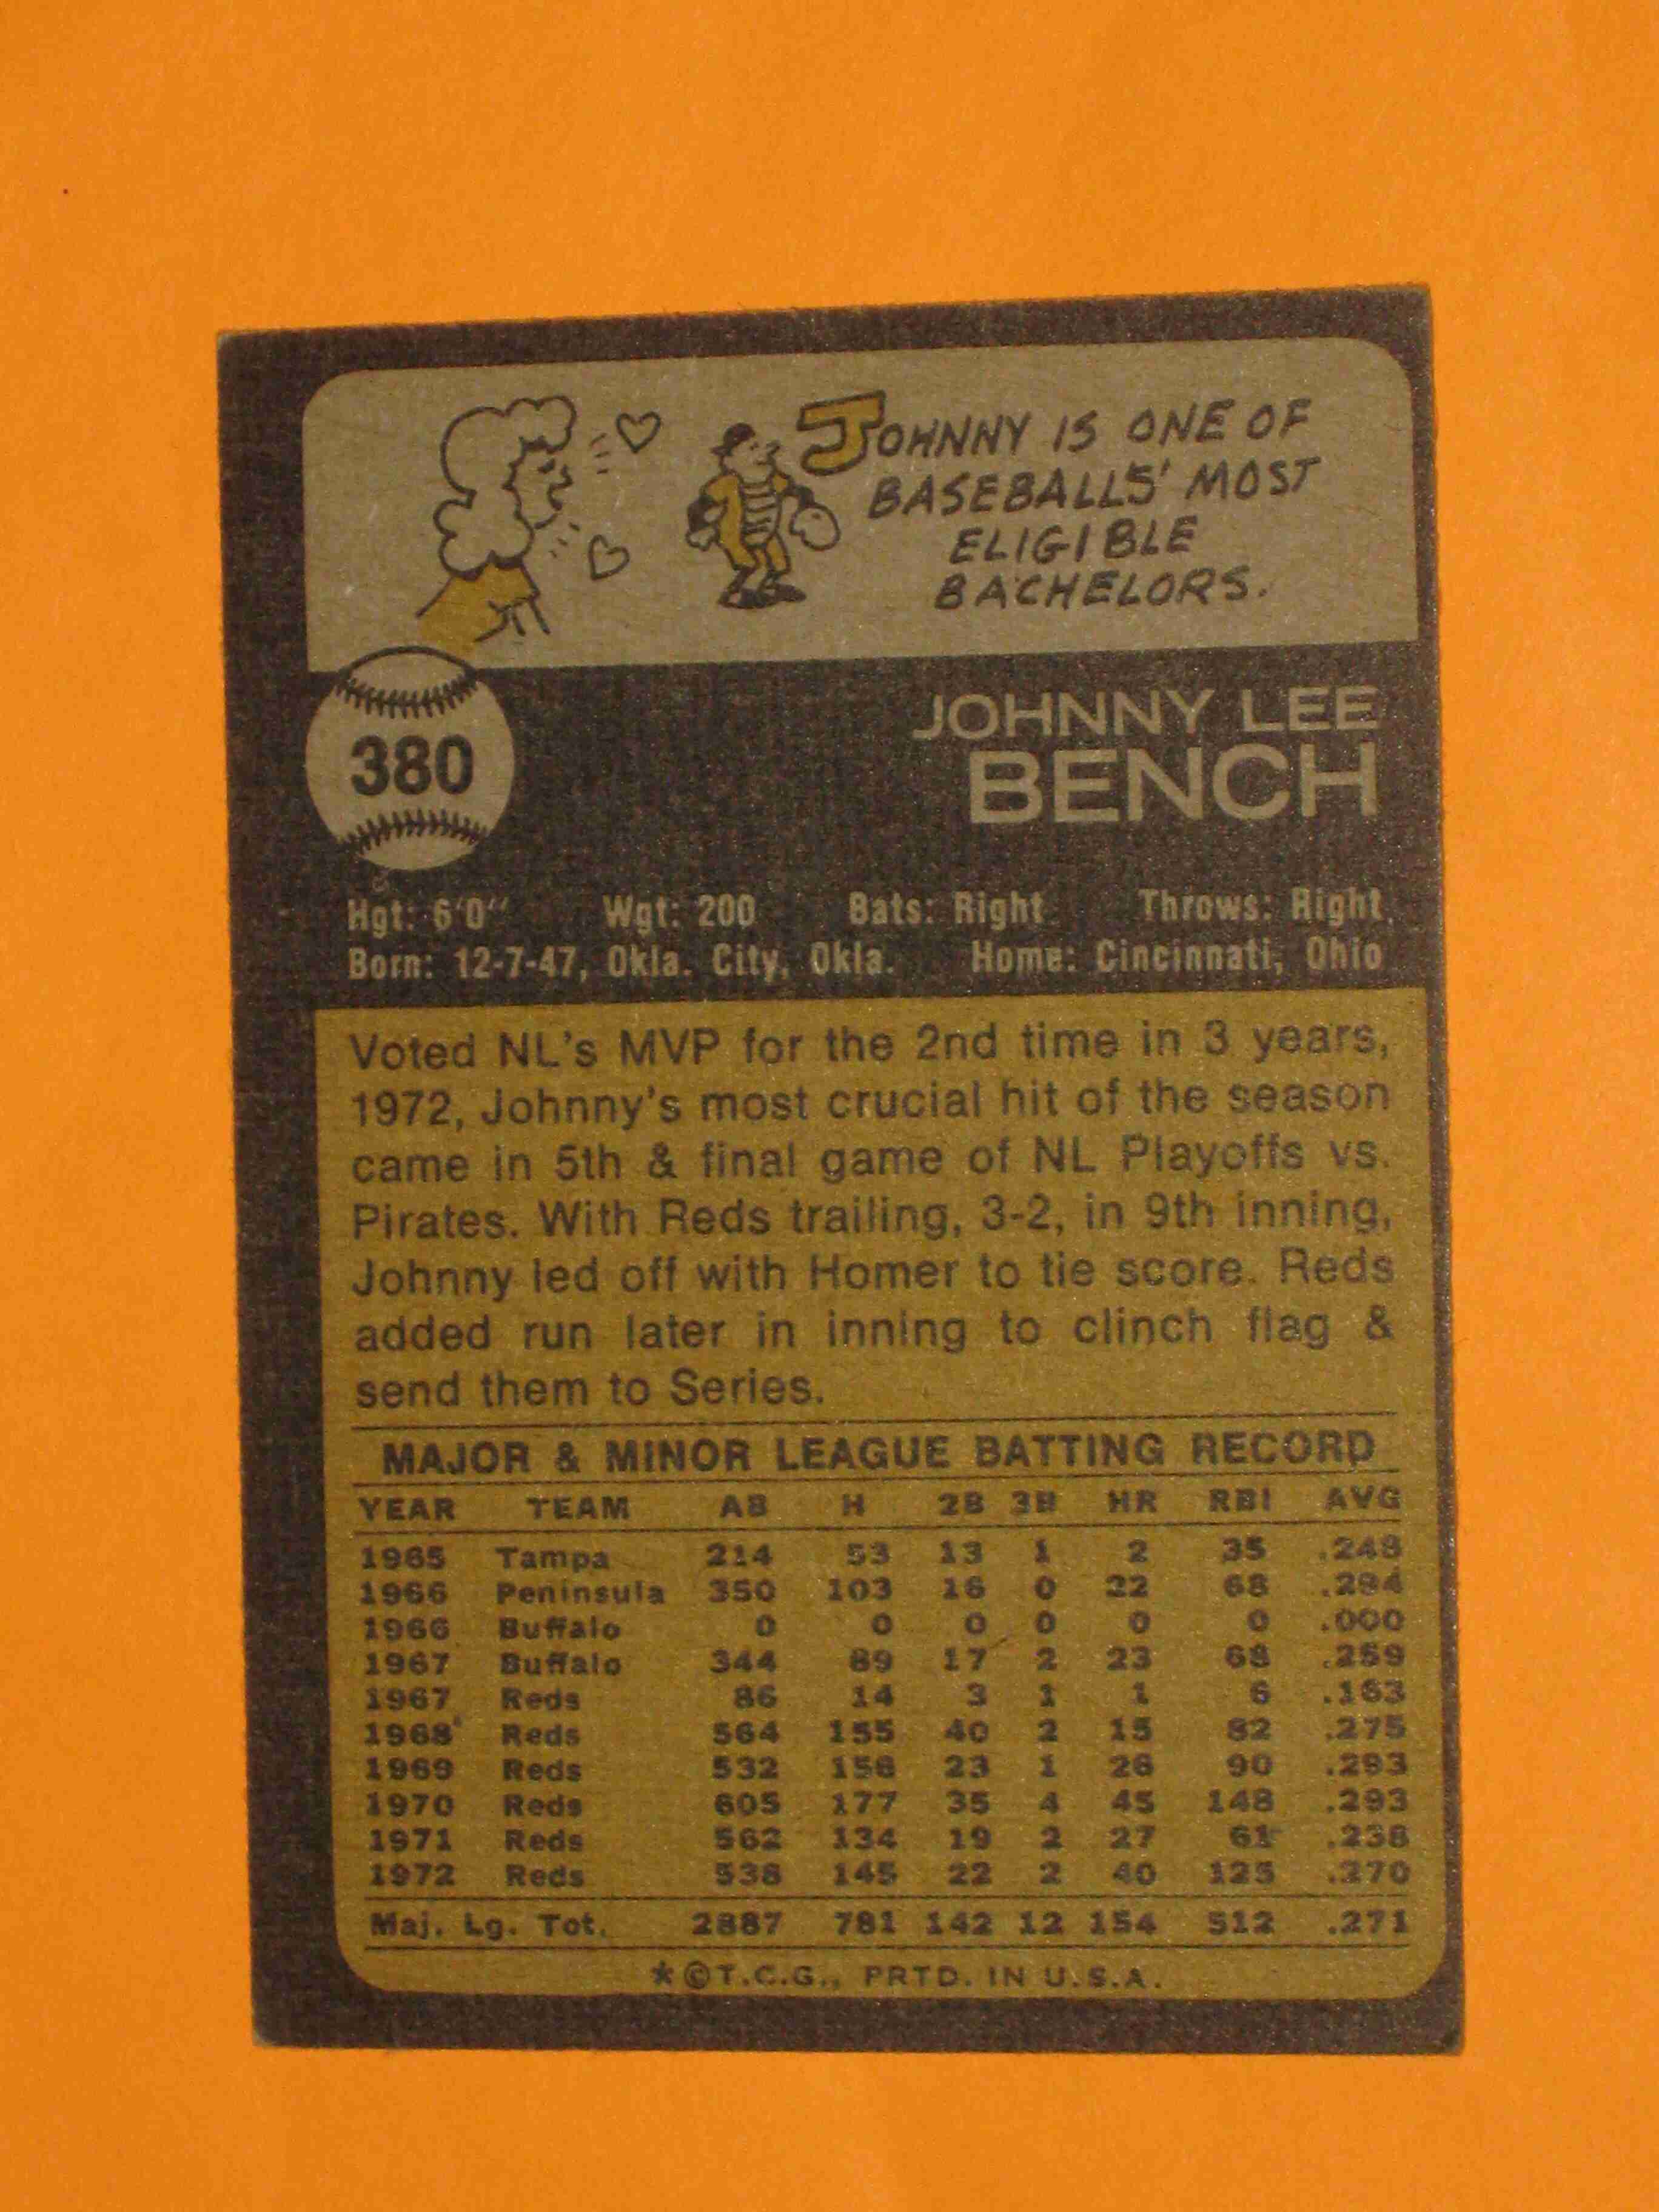 JOHNNY IS ONE OF
BASEBALLS' MOST
ELIGIBLE
BACHELORS.
380
JOHNNY LEE
BENCH
Hgt: 6'0" Wgt: 200 Bats: Right Throws: Right
Born: 12-7-47, Okla. City, Okla. Home: Cincinnati, Ohio
Voted NL's MVP for the 2nd time in 3 years,
1972, Johnny's most crucial hit of the season
came in 5th & final game of NL Playoffs vs.
Pirates. With Reds trailing, 3-2, in 9th inning,
Johnny led off with Homer to tie score. Reds
added run later in inning to clinch flag &
send them to Series.
MAJOR & MINOR LEAGUE BATTING RECORD
YEAR TEAM AB H 2B 3B HR RBI AVG
1965 Tampa 214 53 13 1 2 35 .248
1966 Peninsula 350 103 16 0 22 68 .294
1966 Buffalo 0 0 0 0 0 0 .000
1967 Buffalo 344 89 17 2 23 68 .259
1967 Reds 86 14 3 1 1 6 .163
1968 Reds 564 155 40 2 15 82 .275
1969 Reds 532 156 23 1 26 90 .293
1970 Reds 605 177 35 4 45 148 .293
1971 Reds 562 134 19 2 27 61 .238
1972 Reds 538 145 22 2 40 125 .270
Maj. Lg. Tot. 2887 781 142 12 154 512 .271
*©T.C.G., PRTD. IN U.S.A.